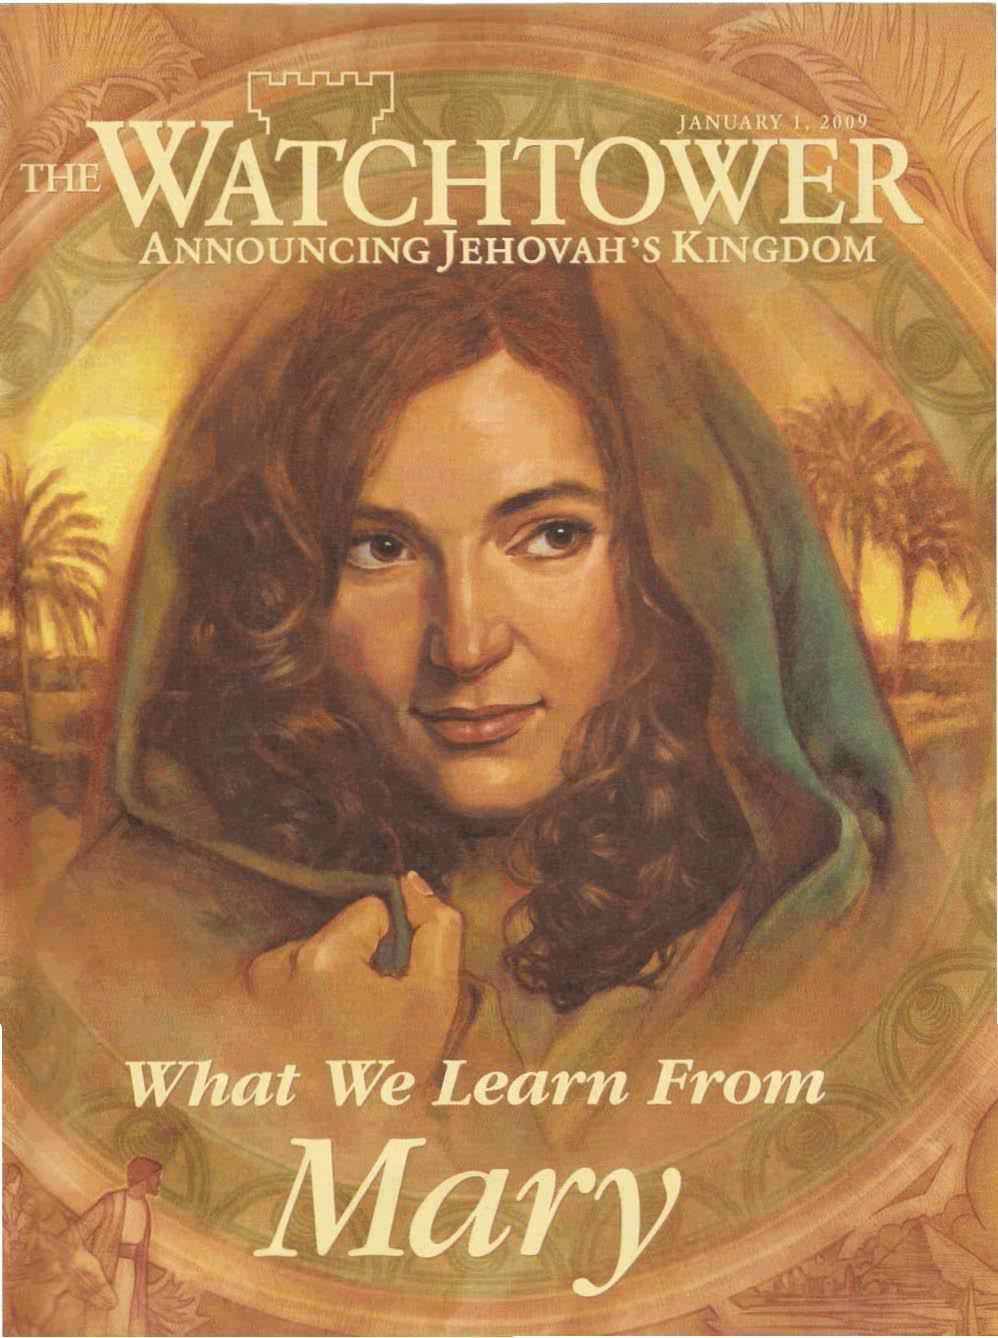 JANUARY 1, 2009
THE WATCHTOWER
ANNOUNCING JEHOVAH'S KINGDOM
What We Learn From
Mary